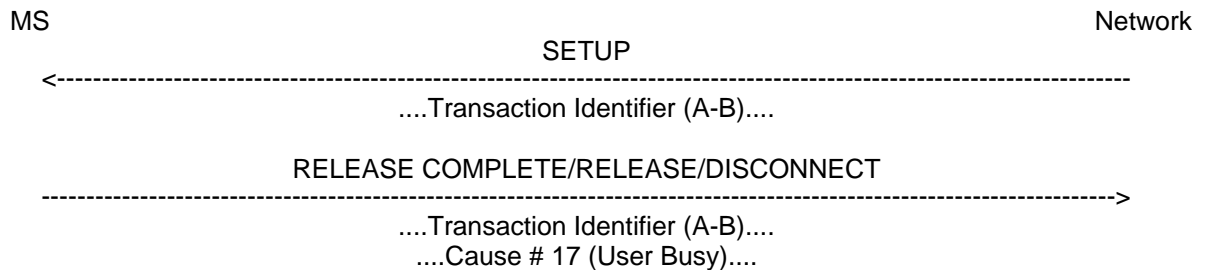 MS Network
SETUP
<-----------------------------------------------------------------------------------------------------------------------
....Transaction Identifier (A-B)....
RELEASE COMPLETE/RELEASE/DISCONNECT
----------------------------------------------------------------------------------------------------------------------->
....Transaction Identifier (A-B)....
....Cause # 17 (User Busy)....